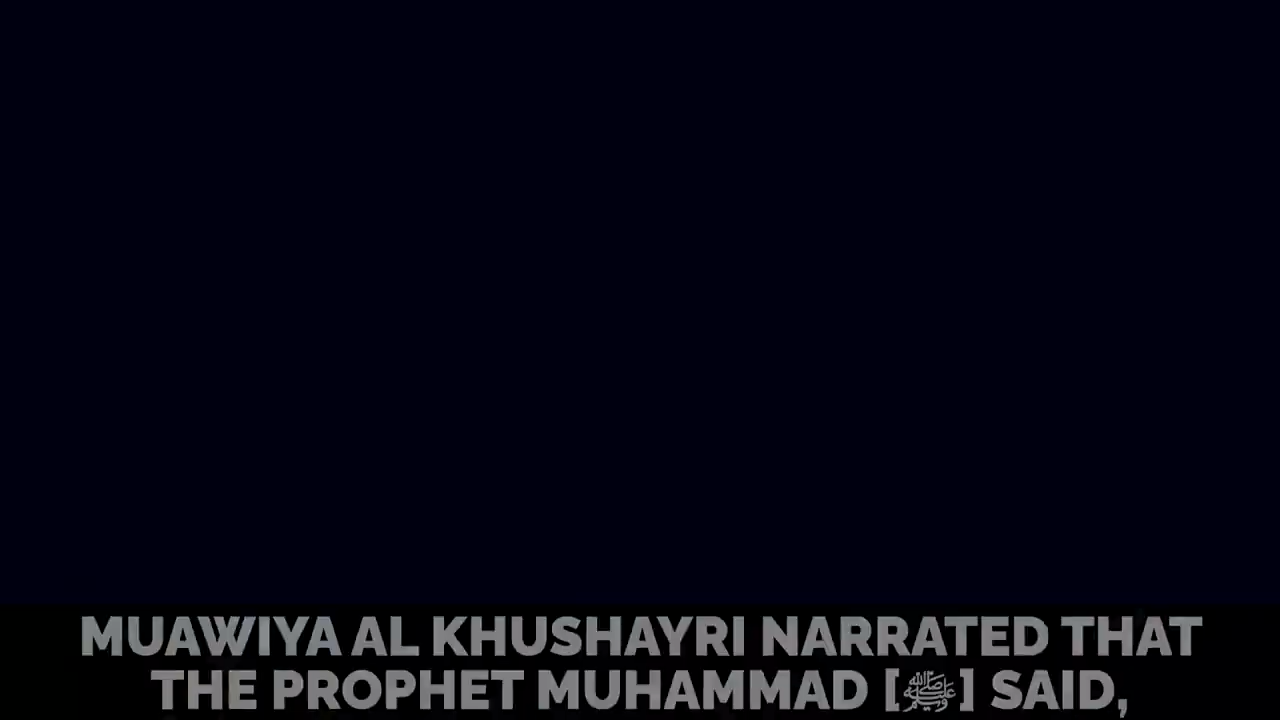 MUAWIYA AL KHUSHAYRI NARRATED THAT
THE PROPHET MUHAMMAD [ﷺ] SAID,